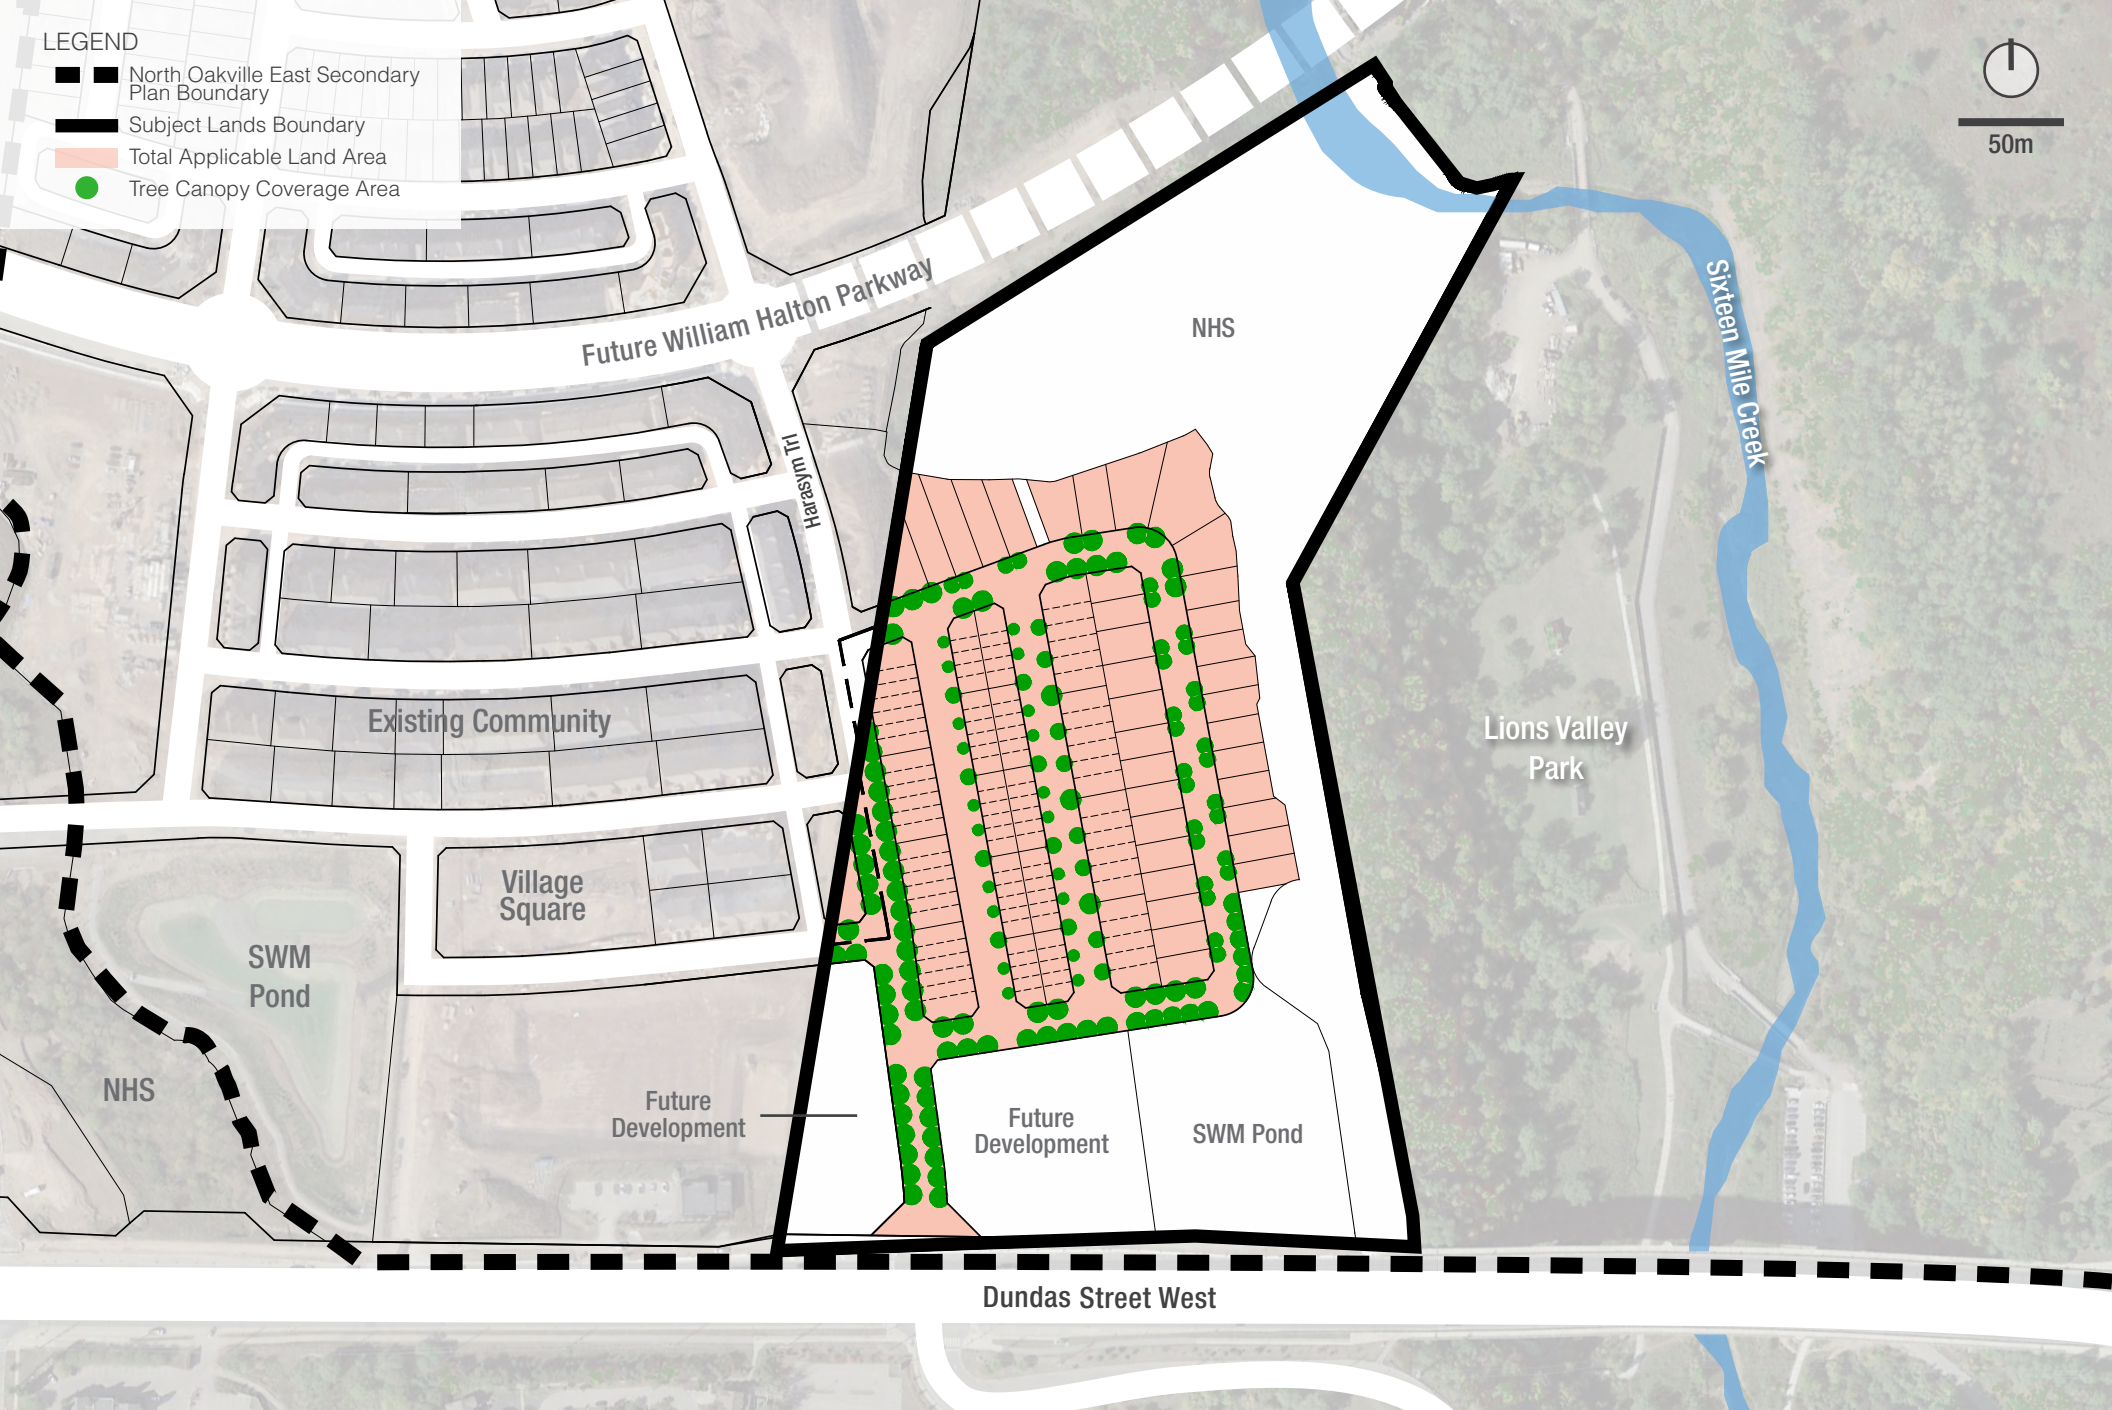 LEGEND
North Oakville East Secondary
Plan Boundary
Subject Lands Boundary
Total Applicable Land Area
Tree Canopy Coverage Area
50m
Future William Halton Parkway
NHS
Sixteen Mile Creek
Harasym Trl
Existing Community
Lions Valley
Park
Village
Square
SWM
Pond
NHS
Future
Development
Future
Development
SWM Pond
Dundas Street West